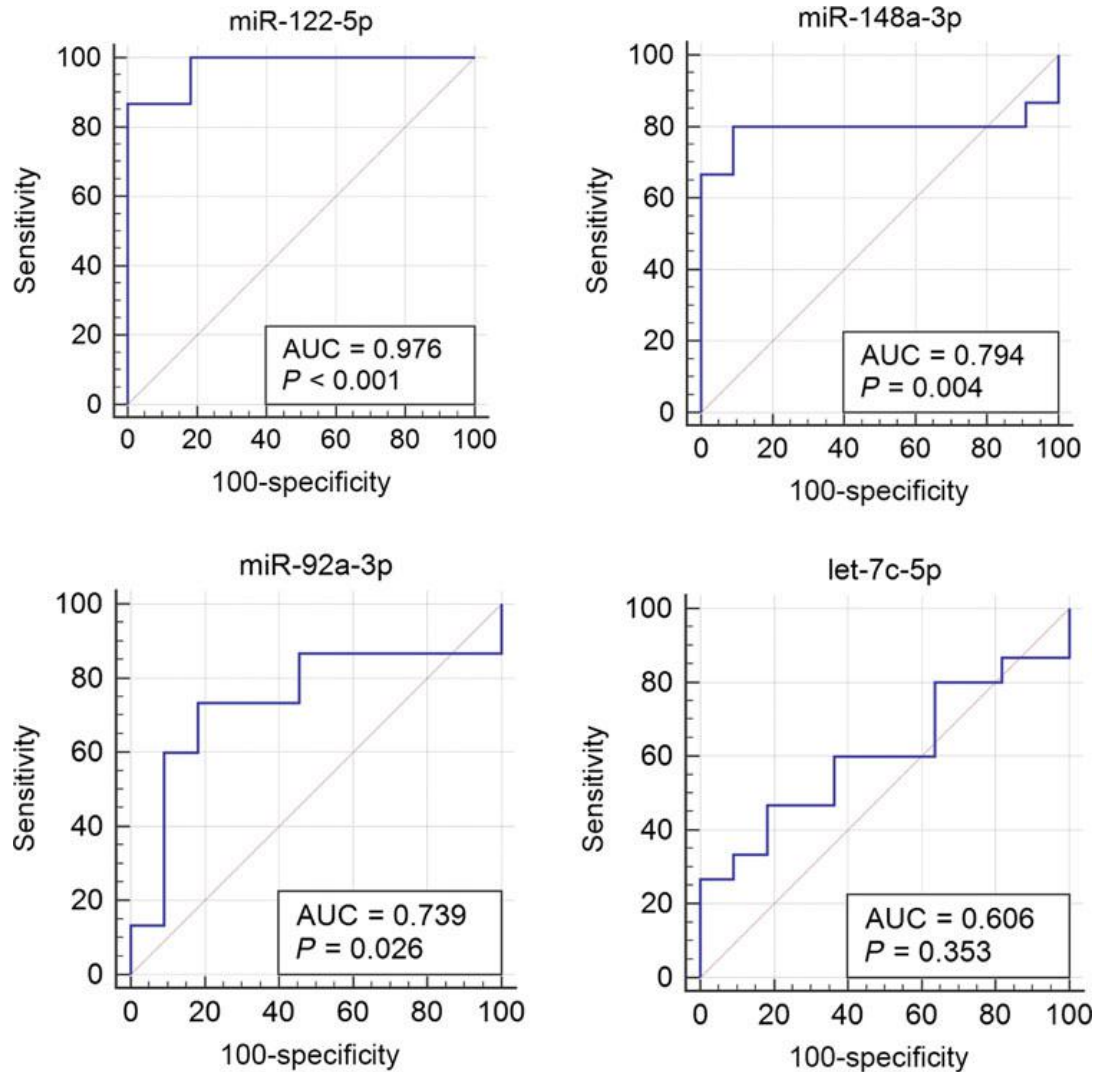 miR-122-5p
100
80
60
40
20
0
Sensitivity
AUC = 0.976
P < 0.001
0 20 40 60 80 100
100-specificity
miR-148a-3p
100
80
60
40
20
0
Sensitivity
AUC = 0.794
P = 0.004
0 20 40 60 80 100
100-specificity
miR-92a-3p
100
80
60
40
20
0
Sensitivity
AUC = 0.739
P = 0.026
0 20 40 60 80 100
100-specificity
let-7c-5p
100
80
60
40
20
0
Sensitivity
AUC = 0.606
P = 0.353
0 20 40 60 80 100
100-specificity